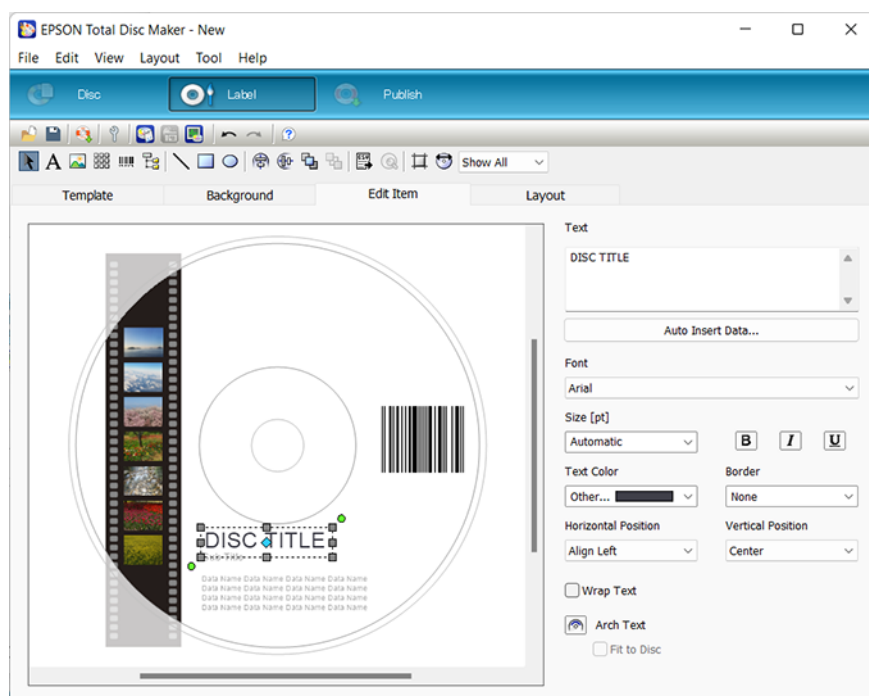 EPSON Total Disc Maker - New
File Edit View Layout Tool Help
Disc Label Publish
A Show All
Template Background Edit Item Layout
Text
DISC TITLE
Auto Insert Data...
Font
Arial
Size [pt]
Automatic B I U
Text Color Border
Other... None
Horizontal Position Vertical Position
Align Left Center
Wrap Text
Arch Text
Fit to Disc
DISC TITLE
Title
Data Name Data Name Data Name Data Name
Data Name Data Name Data Name Data Name
Data Name Data Name Data Name Data Name
Data Name Data Name Data Name Data Name